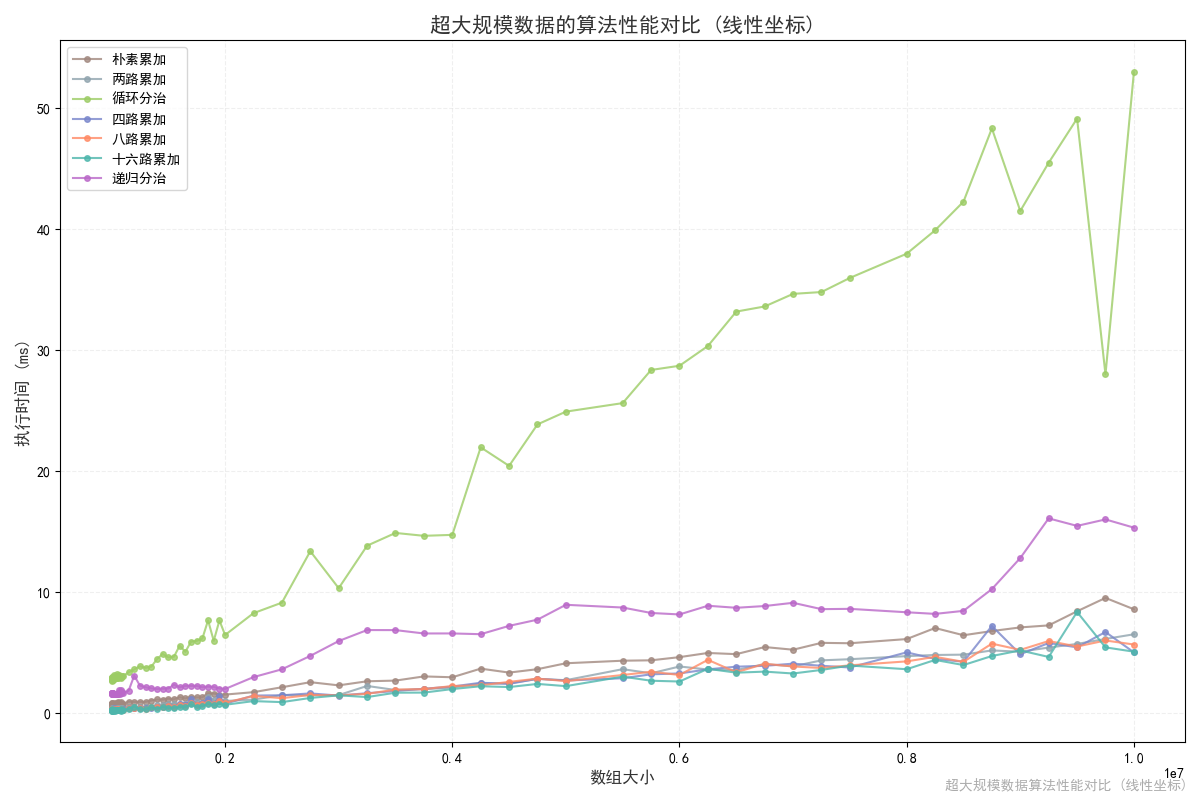 超大规模数据的算法性能对比 (线性坐标)
朴素累加
两路累加
循环分治
四路累加
八路累加
十六路累加
递归分治
执行时间 (ms)
50
40
30
20
10
0
0.2
0.4
0.6
0.8
1.0
1e7
数组大小
超大规模数据算法性能对比 (线性坐标)